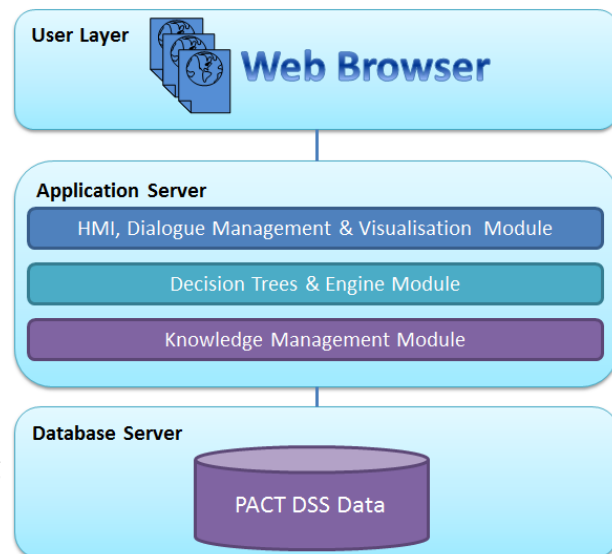 User Layer
Web Browser
Application Server
HMI, Dialogue Management & Visualisation Module
Decision Trees & Engine Module
Knowledge Management Module
Database Server
PACT DSS Data